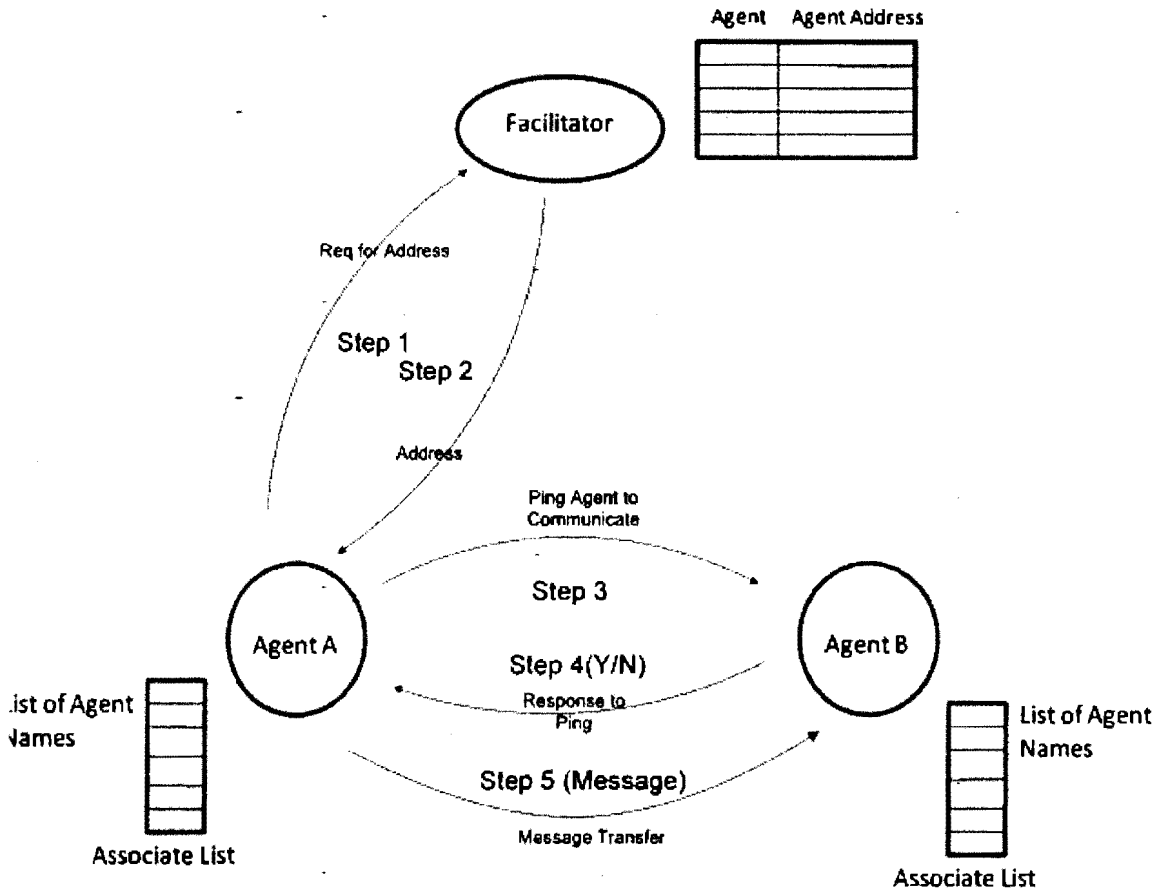 Agent Agent Address
Facilitator
Req for Address
Step 1
Step 2
Address
Ping Agent to
Communicate
Step 3
Agent A
Agent B
Step 4(Y/N)
Response to
Ping
Step 5 (Message)
Message Transfer
List of Agent
Names
Associate List
List of Agent
Names
Associate List